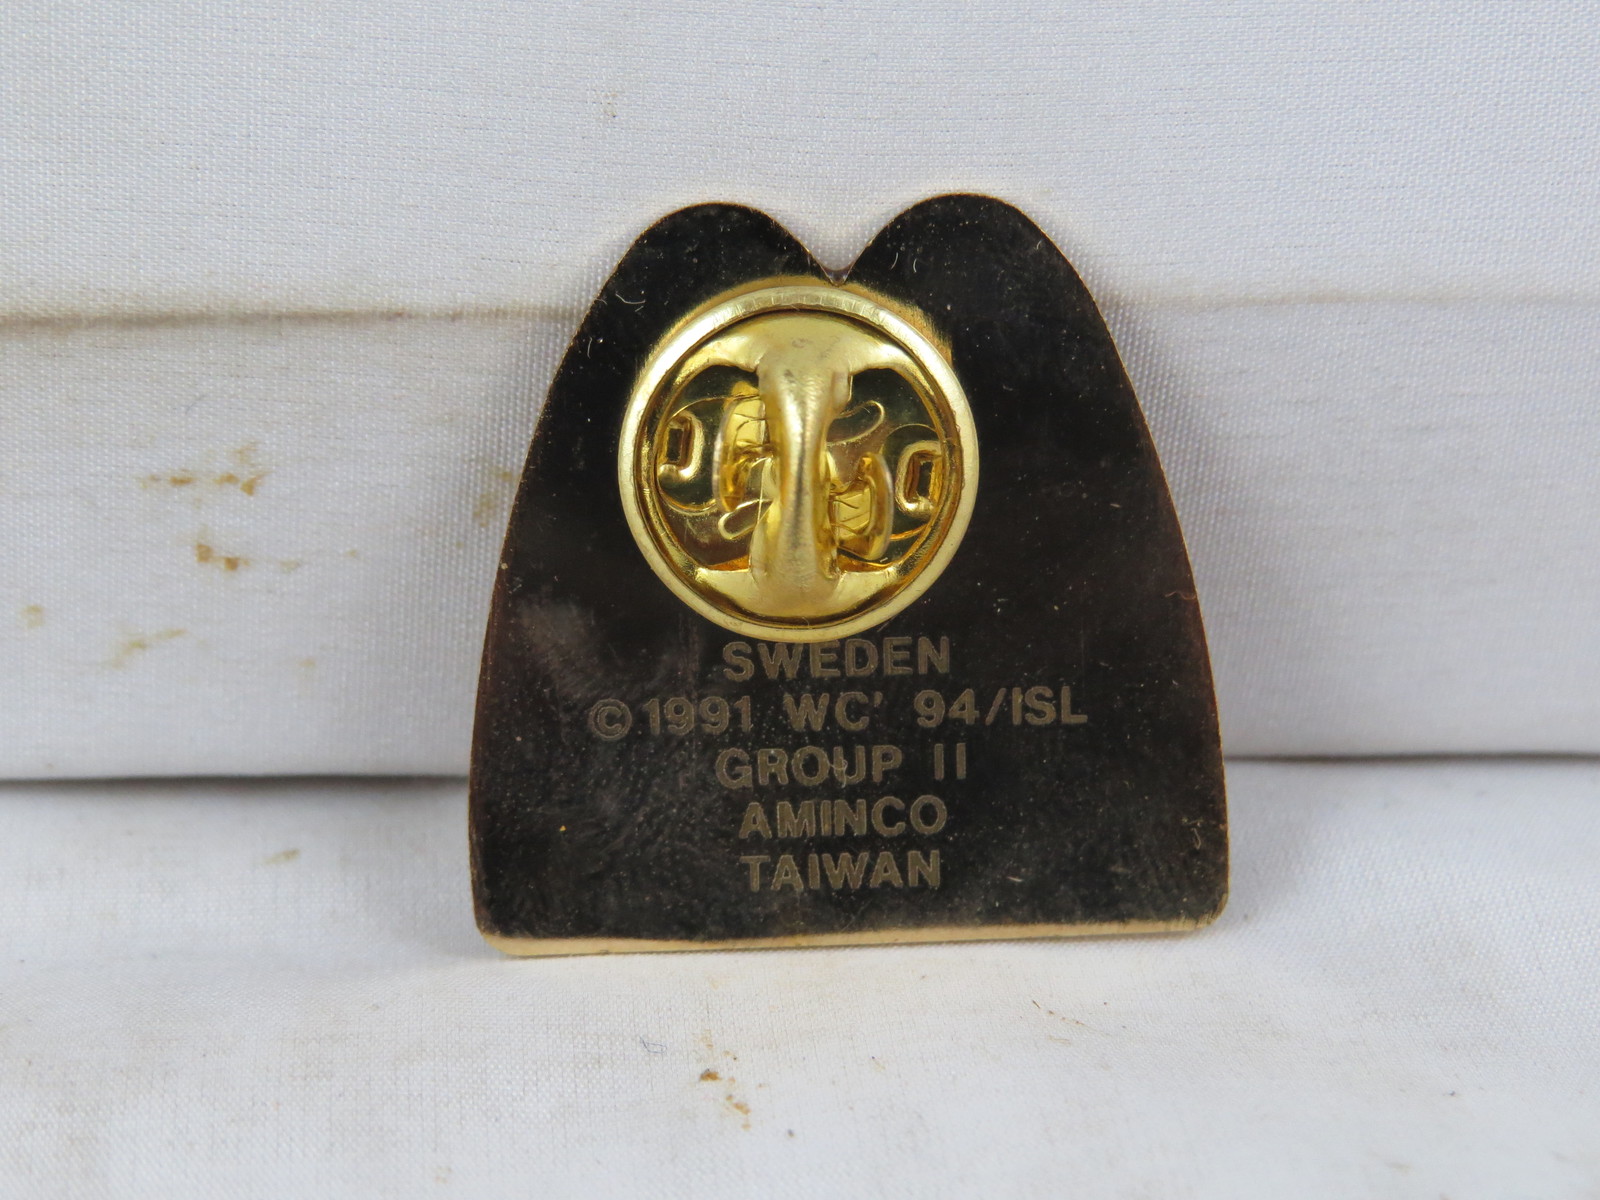 SWEDEN
©1991 WC' 94/ISL
GROUP II
AMINCO
TAIWAN